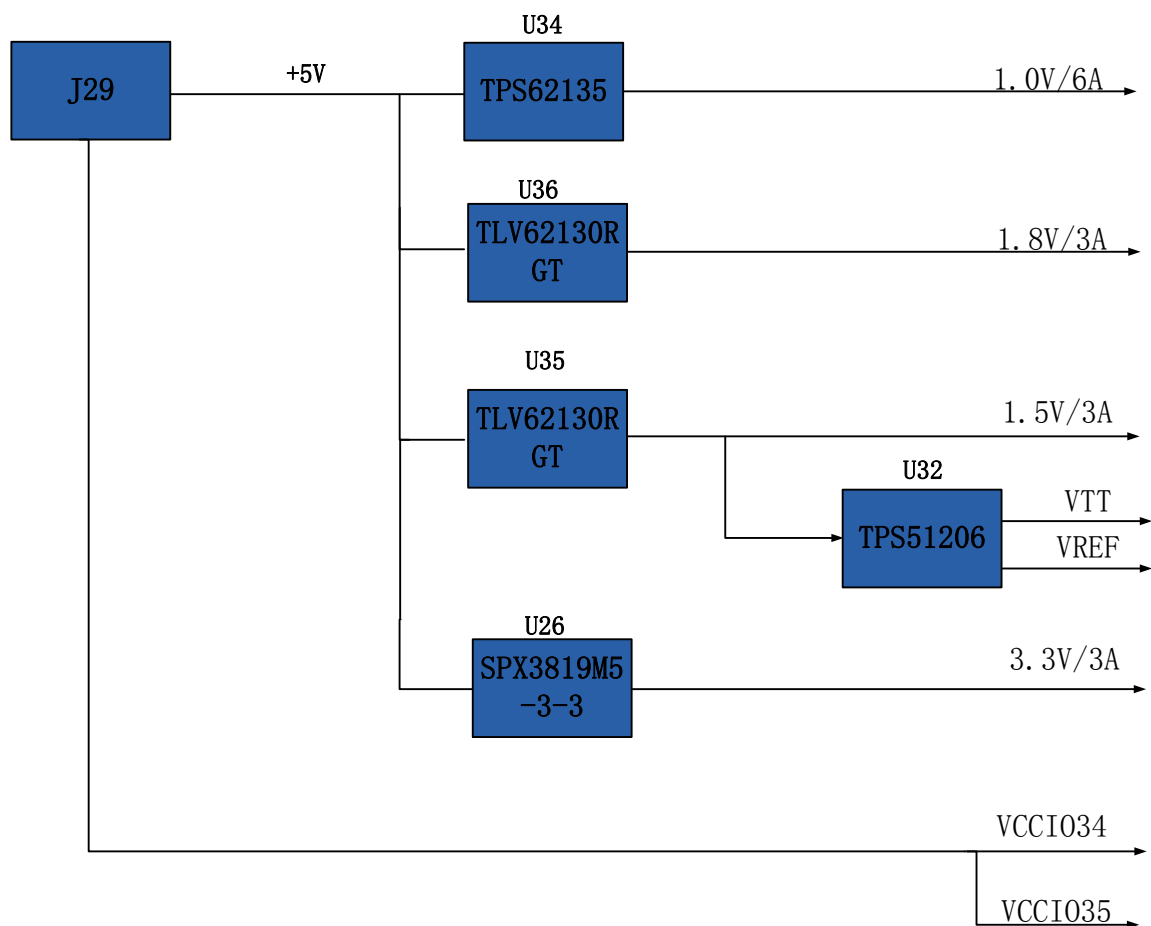 U34
J29
+5V
TPS62135
1.0V/6A
U36
TLV62130R
GT
1.8V/3A
U35
TLV62130R
GT
1.5V/3A
U32
TPS51206
VTT
VREF
U26
SPX3819M5
-3-3
3.3V/3A
VCCIO34
VCCIO35